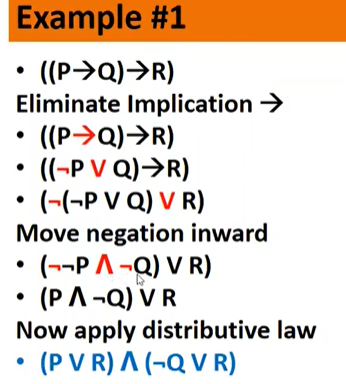 Example #1
• ((P→Q)→R)
Eliminate Implication →
• ((P→Q)→R)
• ((¬P V Q)→R)
• (¬(¬P V Q) V R)
Move negation inward
• (¬¬P Λ ¬Q) V R)
• (P Λ ¬Q) V R
Now apply distributive law
• (P V R) Λ (¬Q V R)